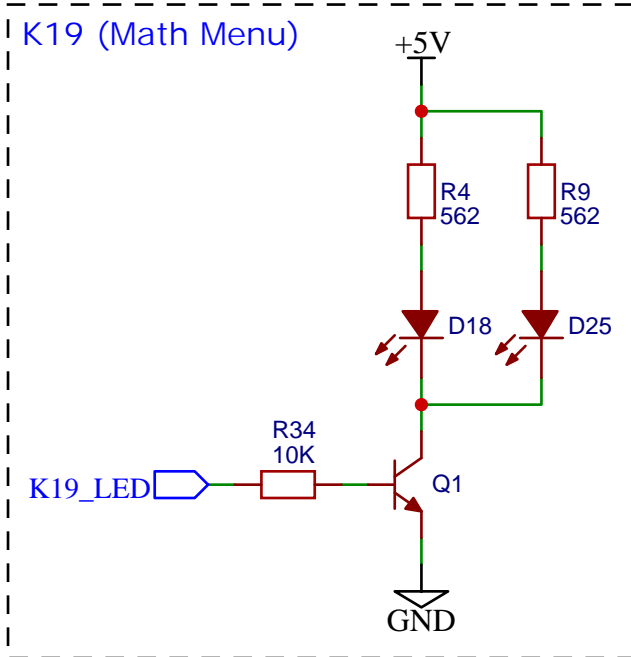 K19 (Math Menu)
+5V
R4
562
R9
562
D18
D25
R34
10K
K19_LED
Q1
GND